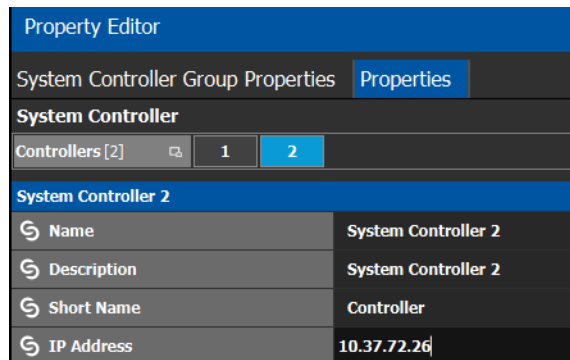 Property Editor
System Controller Group Properties Properties
System Controller
Controllers [2] 1 2
System Controller 2
Name System Controller 2
Description System Controller 2
Short Name Controller
IP Address 10.37.72.26